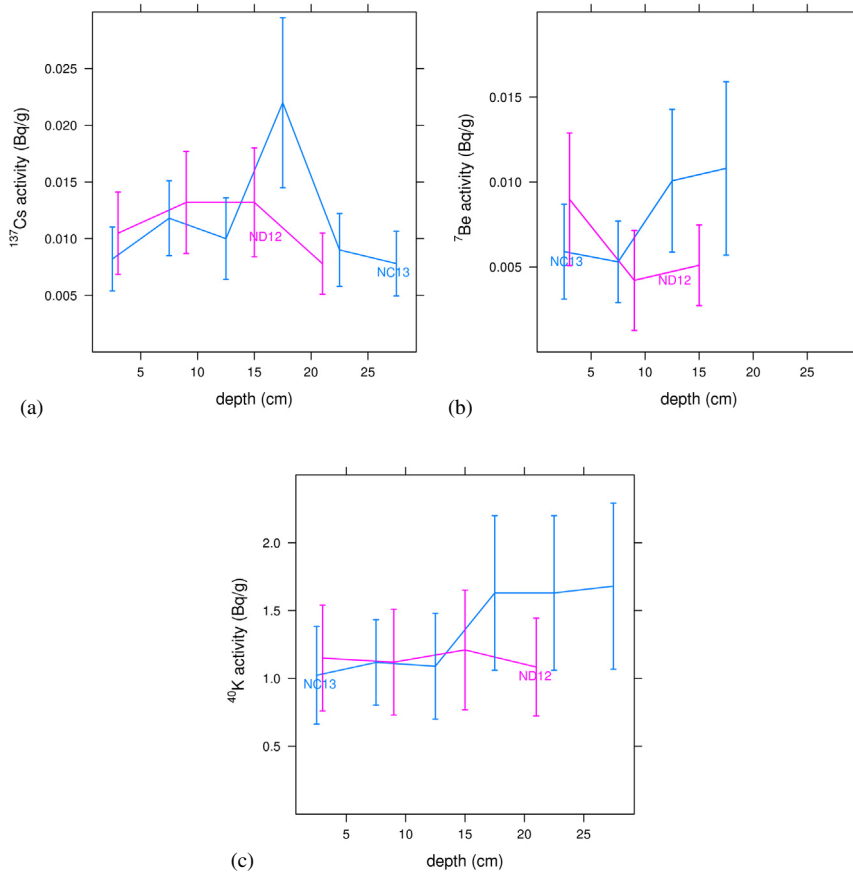 0.025
0.020
0.015
0.010
0.005
137Cs activity (Bq/g)
ND12
NC13
5 10 15 20 25
depth (cm)
(a)
0.015
0.010
0.005
7Be activity (Bq/g)
NC13
ND12
5 10 15 20 25
depth (cm)
(b)
2.0
1.5
1.0
0.5
40K activity (Bq/g)
NC13
ND12
5 10 15 20 25
depth (cm)
(c)